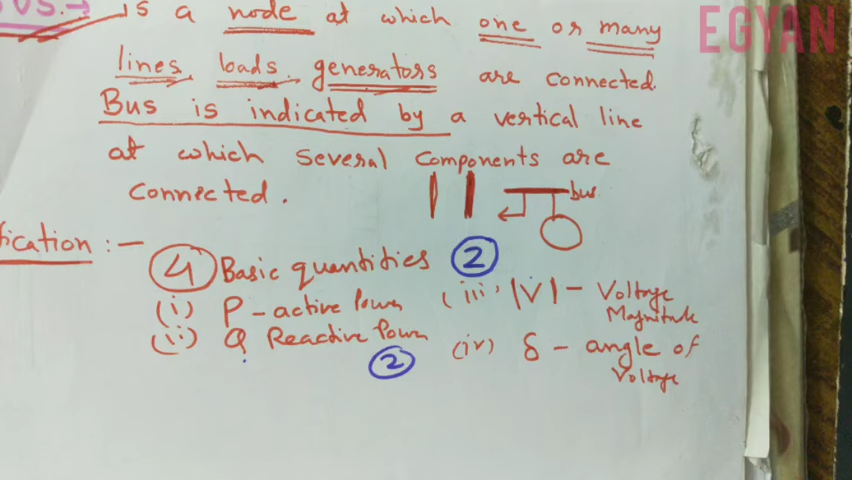 BUS:→ is a node at which one or many
EGYAN
lines, loads, generators are connected.
Bus is indicated by a vertical line
at which several components are
connected.
bus
fication :—
4 Basic quantities 2
(i) P - active Power (iii) |V| - Voltage Magnitude
(ii) Q Reactive Power (iv) δ - angle of Voltage
2